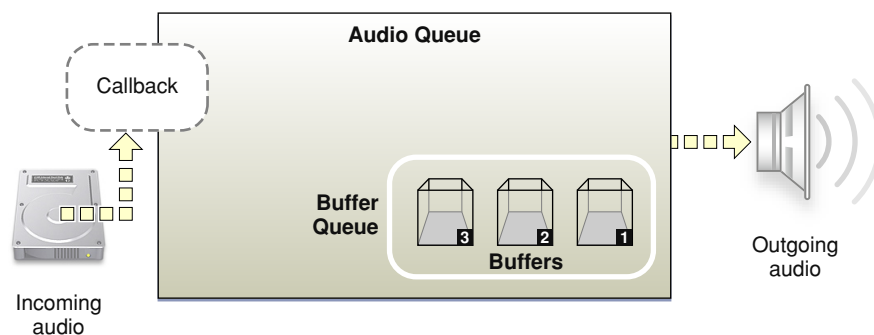 Audio Queue
Callback
Buffer
Queue
3
2
1
Buffers
Incoming
audio
Outgoing
audio